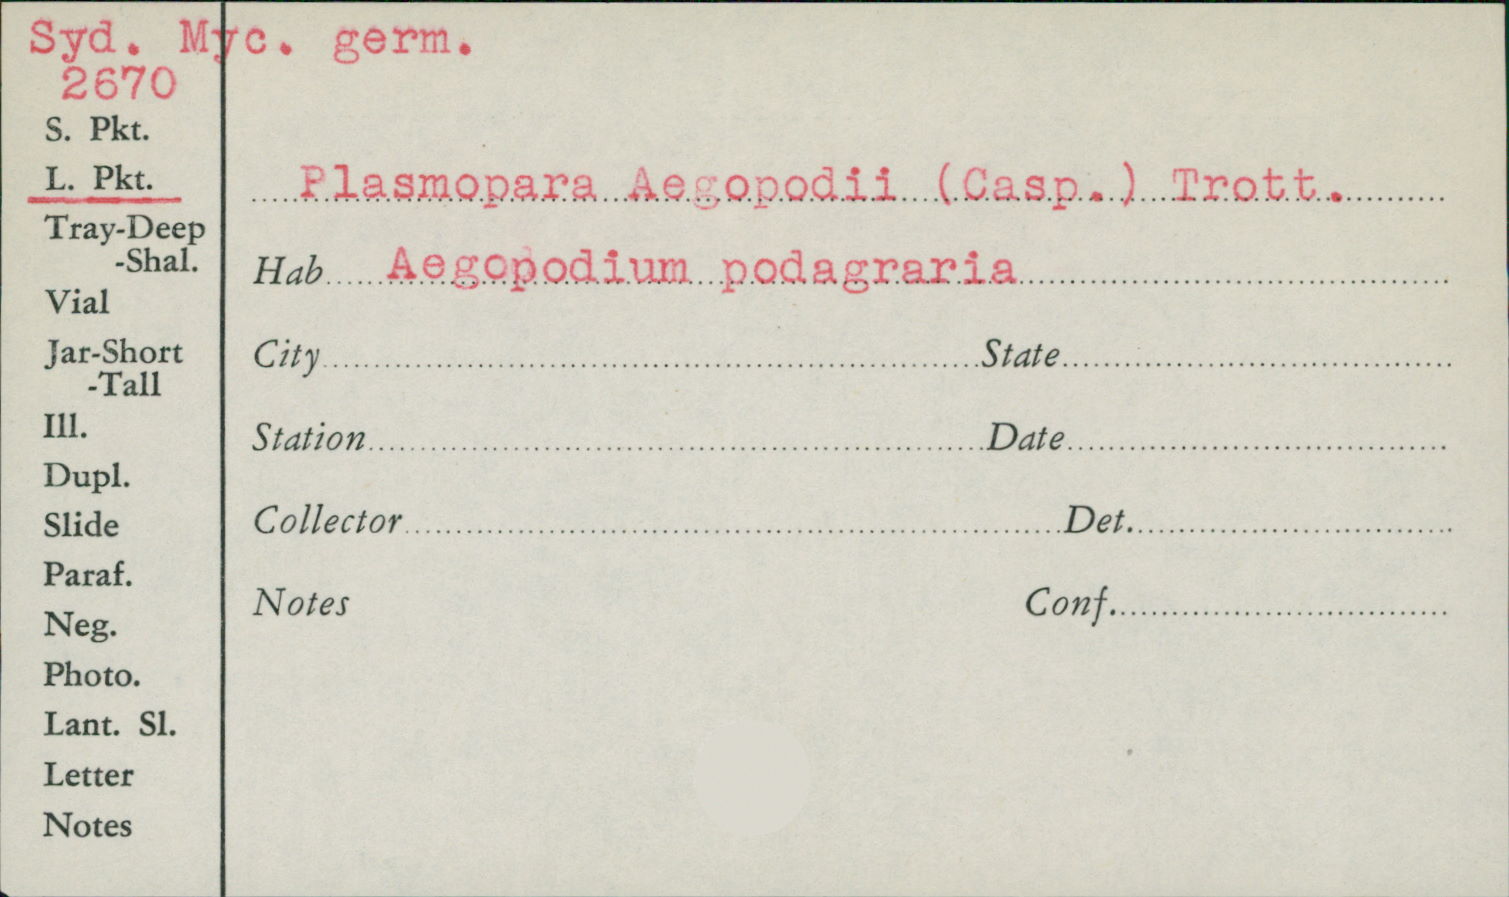 Syd. Myc. germ.
2670
S. Pkt.
L. Pkt.
Tray-Deep
-Shal.
Vial
Jar-Short
-Tall
Ill.
Dupl.
Slide
Paraf.
Neg.
Photo.
Lant. Sl.
Letter
Notes
Plasmopara Aegopodii (Casp.) Trott.
Hab Aegopodium podagraria
City State
Station Date
Collector Det.
Notes Conf.